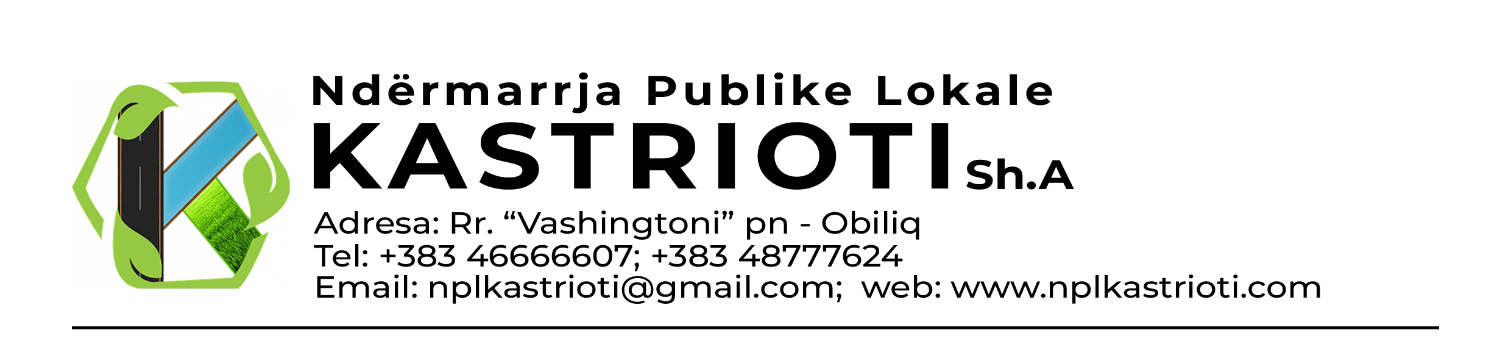 Ndërmarrja Publike Lokale
KASTRIOTI Sh.A
Adresa: Rr. “Vashingtoni” pn - Obiliq
Tel: +383 46666607; +383 48777624
Email: nplkastrioti@gmail.com; web: www.nplkastrioti.com